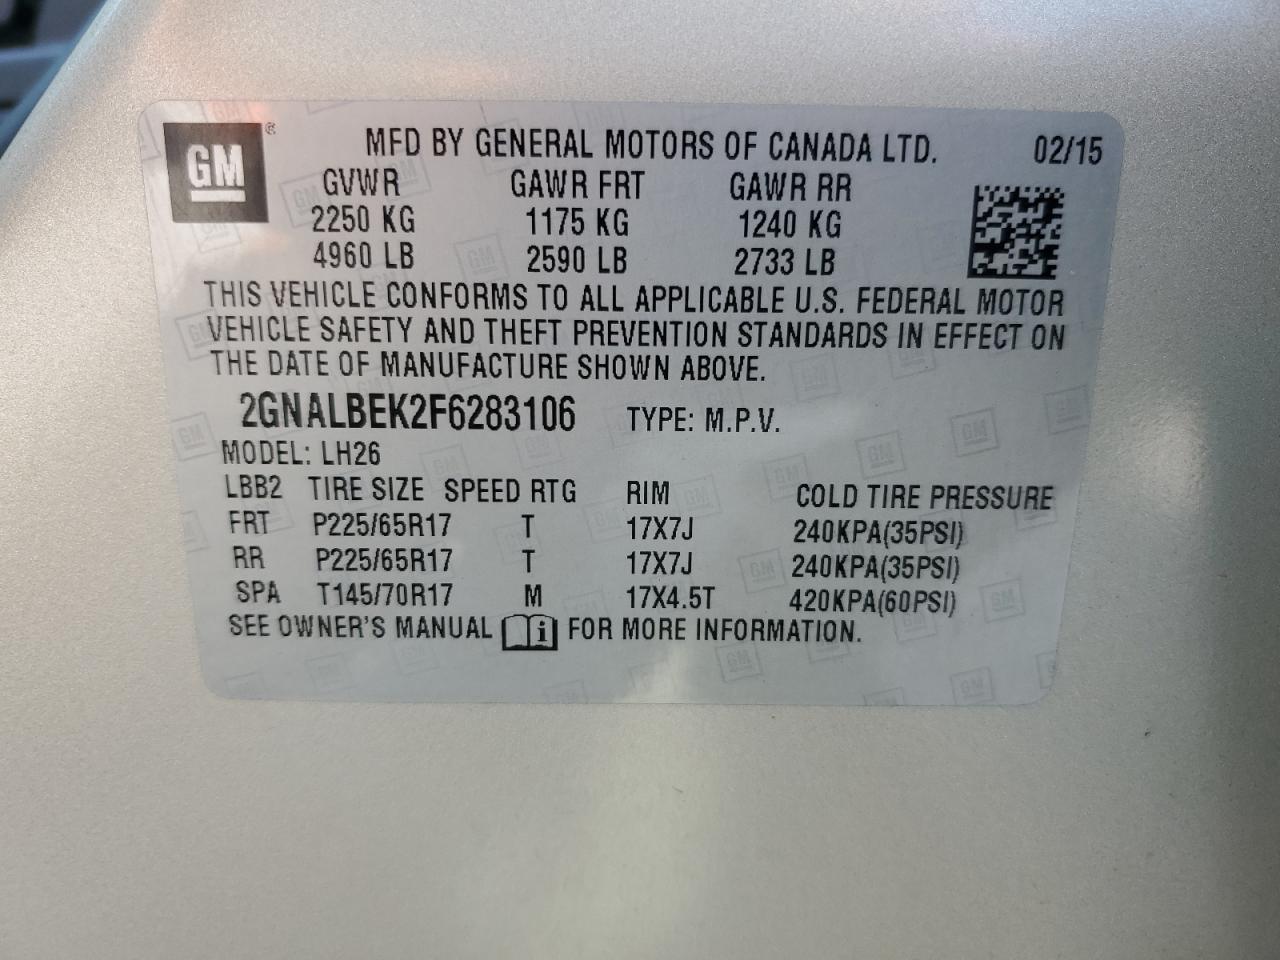 GM ® MFD BY GENERAL MOTORS OF CANADA LTD. 02/15
GVWR GAWR FRT GAWR RR
2250 KG 1175 KG 1240 KG
4960 LB 2590 LB 2733 LB
THIS VEHICLE CONFORMS TO ALL APPLICABLE U.S. FEDERAL MOTOR
VEHICLE SAFETY AND THEFT PREVENTION STANDARDS IN EFFECT ON
THE DATE OF MANUFACTURE SHOWN ABOVE.
2GNALBEK2F6283106 TYPE: M.P.V.
MODEL: LH26
LBB2 TIRE SIZE SPEED RTG RIM COLD TIRE PRESSURE
FRT P225/65R17 T 17X7J 240KPA(35PSI)
RR P225/65R17 T 17X7J 240KPA(35PSI)
SPA T145/70R17 M 17X4.5T 420KPA(60PSI)
SEE OWNER'S MANUAL i FOR MORE INFORMATION.